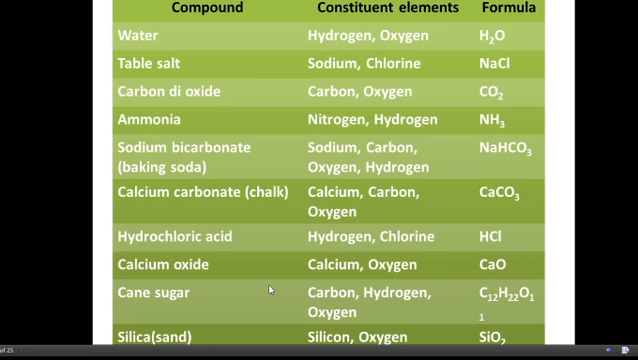 Compound Constituent elements Formula
Water Hydrogen, Oxygen H₂O
Table salt Sodium, Chlorine NaCl
Carbon di oxide Carbon, Oxygen CO₂
Ammonia Nitrogen, Hydrogen NH₃
Sodium bicarbonate Sodium, Carbon, NaHCO₃
(baking soda) Oxygen, Hydrogen
Calcium carbonate (chalk) Calcium, Carbon, CaCO₃
Oxygen
Hydrochloric acid Hydrogen, Chlorine HCl
Calcium oxide Calcium, Oxygen CaO
Cane sugar Carbon, Hydrogen, C₁₂H₂₂O₁
Oxygen ₁
Silica(sand) Silicon, Oxygen SiO₂
of 25